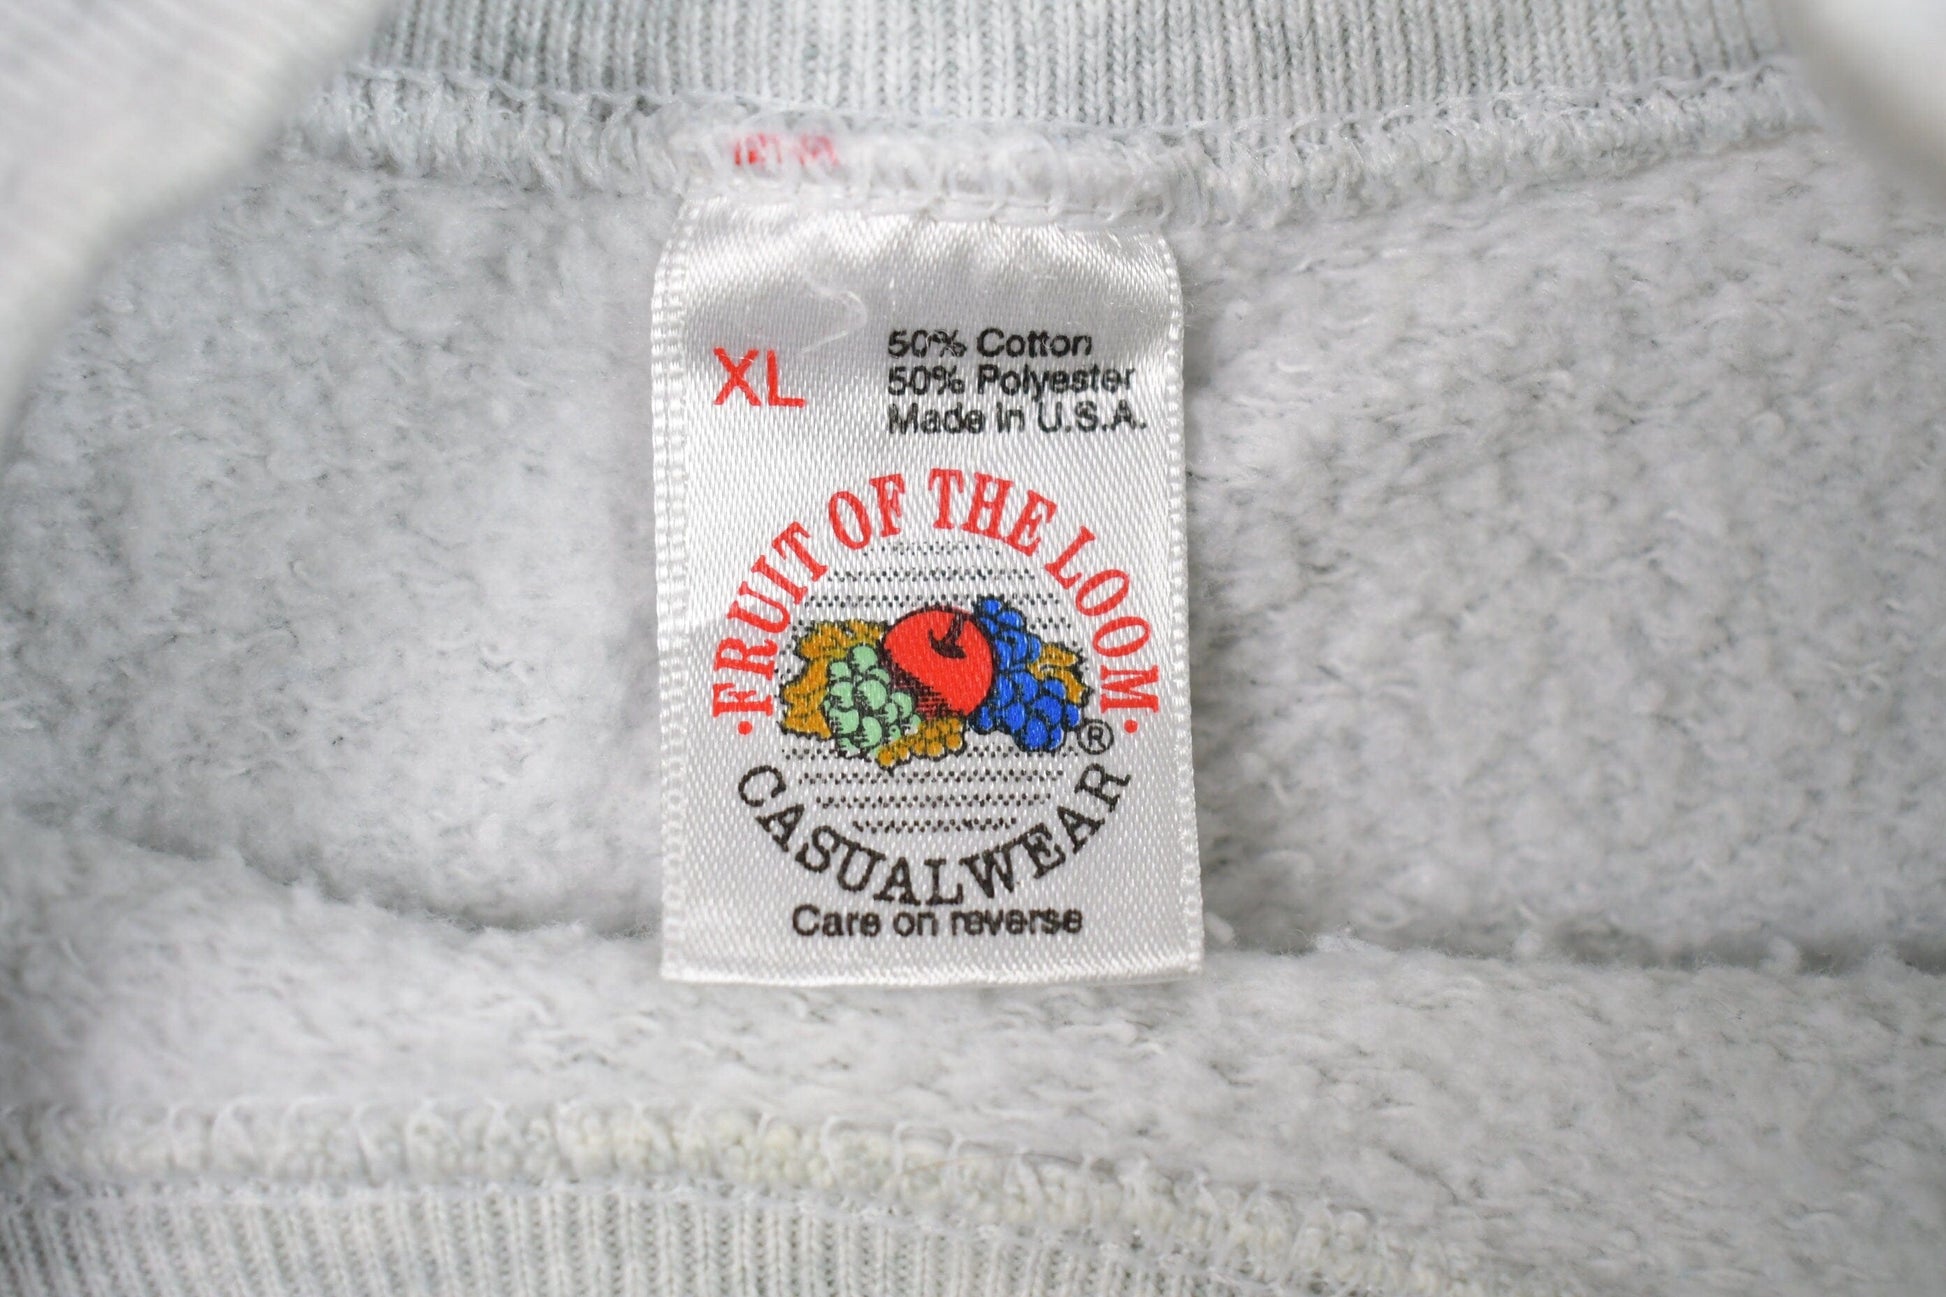 XL
50% Cotton
50% Polyester
Made in U.S.A.
• FRUIT OF THE LOOM •
®
CASUALWEAR
Care on reverse